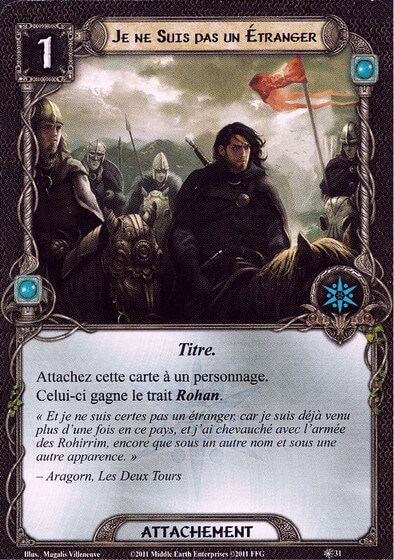 1
JE NE SUIS PAS UN ÉTRANGER
Titre.
Attachez cette carte à un personnage.
Celui-ci gagne le trait Rohan.
« Et je ne suis certes pas un étranger, car je suis déjà venu
plus d'une fois en ce pays, et j'ai chevauché avec l'armée
des Rohirrim, encore que sous un autre nom et sous une
autre apparence. »
– Aragorn, Les Deux Tours
ATTACHEMENT
Illus. Magalis Villeneuve
©2011 Middle Earth Enterprises ©2011 FFG
31